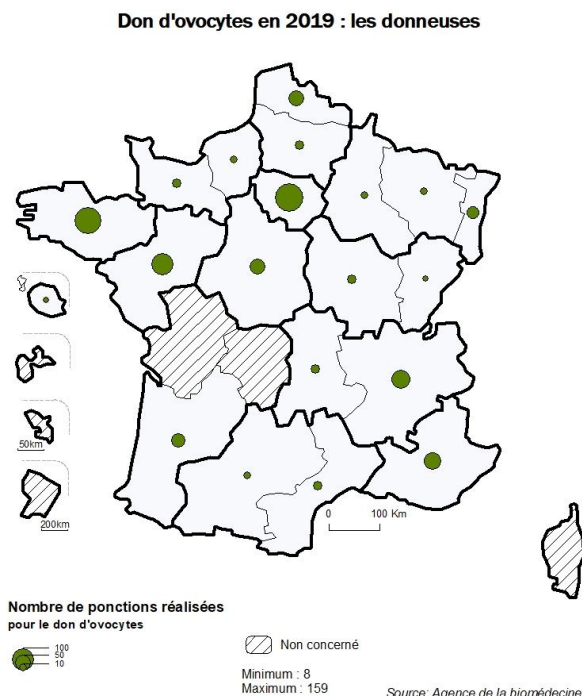 Don d'ovocytes en 2019 : les donneuses
50km
200km
0 100 Km
Nombre de ponctions réalisées
pour le don d'ovocytes
100
50
10
Non concerné
Minimum : 8
Maximum : 159
Source: Agence de la biomédecine